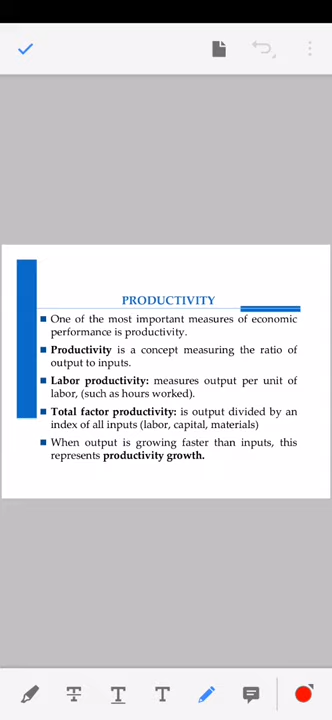 PRODUCTIVITY
One of the most important measures of economic
performance is productivity.
Productivity is a concept measuring the ratio of
output to inputs.
Labor productivity: measures output per unit of
labor, (such as hours worked).
Total factor productivity: is output divided by an
index of all inputs (labor, capital, materials)
When output is growing faster than inputs, this
represents productivity growth.